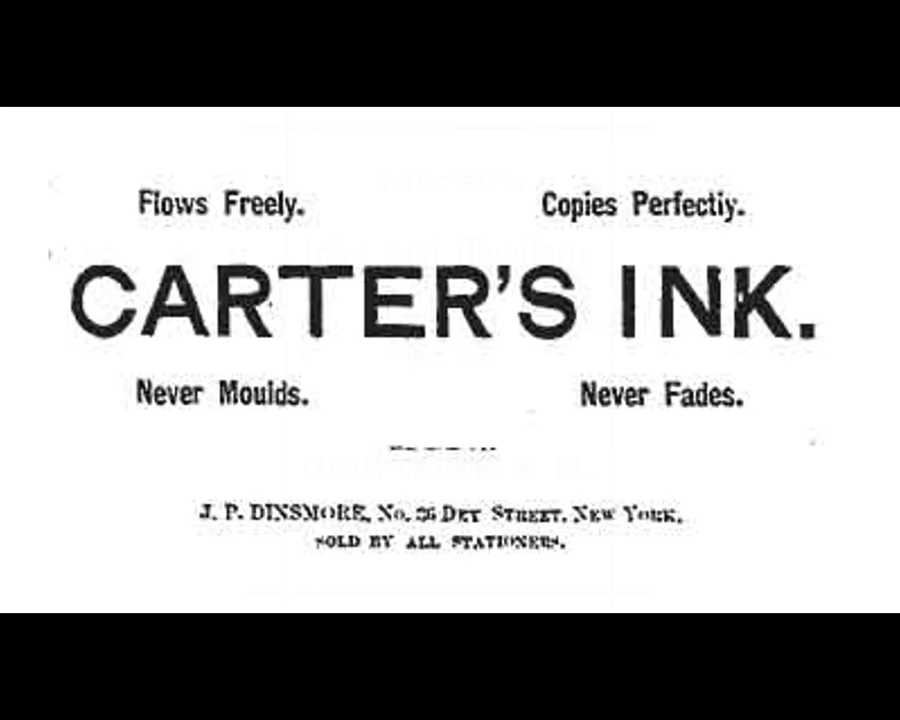 Flows Freely. Copies Perfectly.
CARTER'S INK.
Never Moulds. Never Fades.
J. P. DINSMORE, No. 36 DEY STREET, NEW YORK.
SOLD BY ALL STATIONERS.